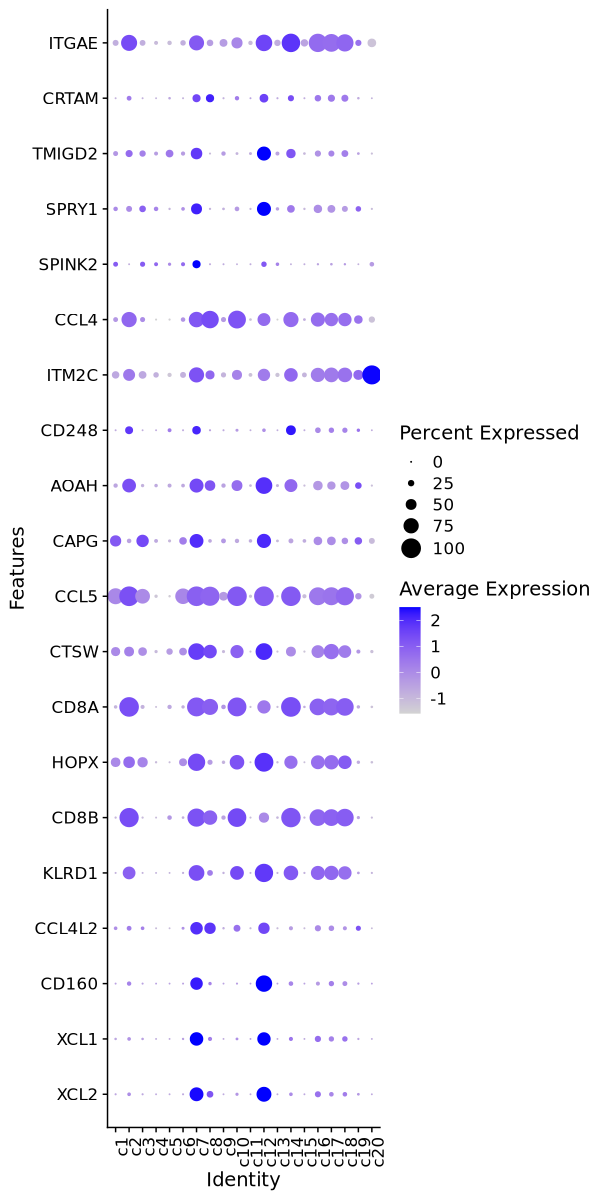 ITGAE
CRTAM
TMIGD2
SPRY1
SPINK2
CCL4
ITM2C
CD248
AOAH
CAPG
CCL5
CTSW
CD8A
HOPX
CD8B
KLRD1
CCL4L2
CD160
XCL1
XCL2
Features
c1 c2 c3 c4 c5 c6 c7 c8 c9 c10 c11 c12 c13 c14 c15 c16 c17 c18 c19 c20
Identity
Percent Expressed
0
25
50
75
100
Average Expression
2
1
0
-1